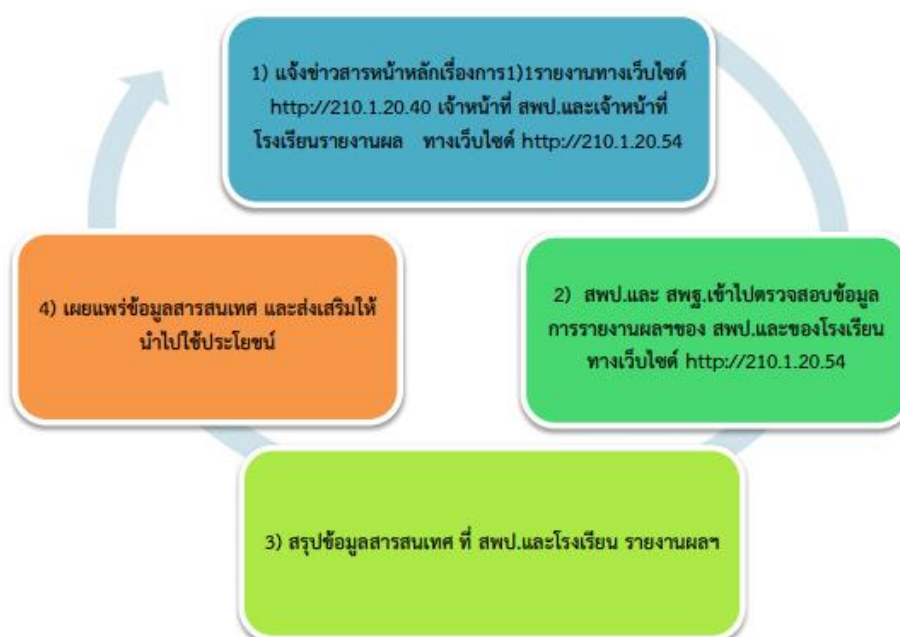 1) แจ้งข่าวสารหน้าหลักเรื่องการ1)1รายงานทางเว็บไซด์
http://210.1.20.40 เจ้าหน้าที่ สพป.และเจ้าหน้าที่
โรงเรียนรายงานผล ทางเว็บไซด์ http://210.1.20.54
2) สพป.และ สพฐ.เข้าไปตรวจสอบข้อมูล
การรายงานผลฯของ สพป.และของโรงเรียน
ทางเว็บไซด์ http://210.1.20.54
3) สรุปข้อมูลสารสนเทศ ที่ สพป.และโรงเรียน รายงานผลฯ
4) เผยแพร่ข้อมูลสารสนเทศ และส่งเสริมให้
นำไปใช้ประโยชน์